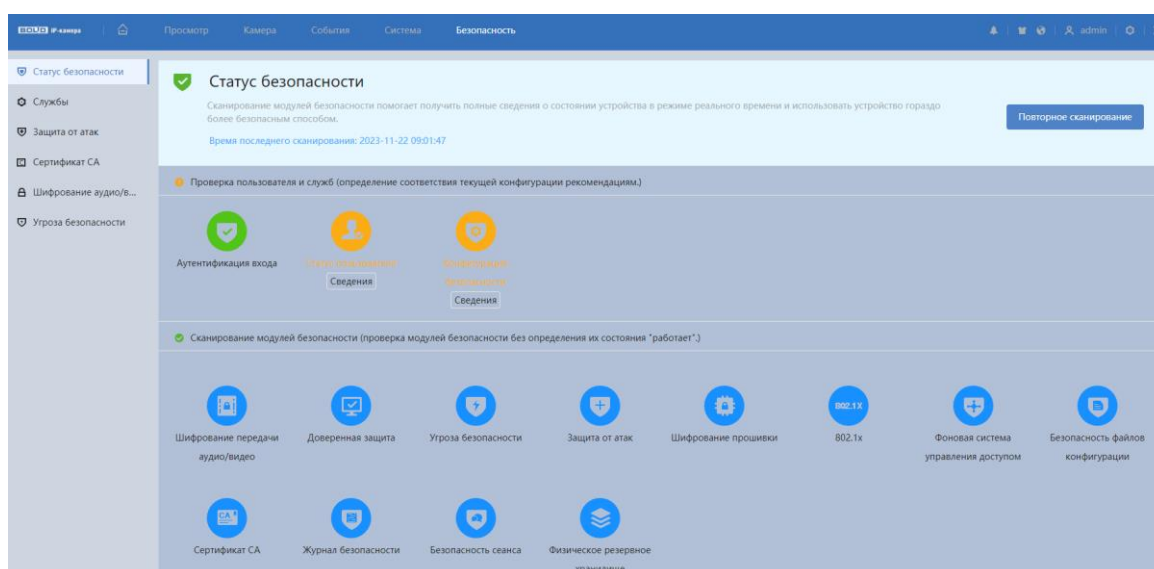 BOLID IP-камера
Просмотр Камера События Система Безопасность
admin
Статус безопасности
Службы
Защита от атак
Сертификат CA
Шифрование аудио/в...
Угроза безопасности
Статус безопасности
Сканирование модулей безопасности помогает получить полные сведения о состоянии устройства в режиме реального времени и использовать устройство гораздо
более безопасным способом.
Время последнего сканирования: 2023-11-22 09:01:47
Повторное сканирование
Проверка пользователя и служб (определение соответствия текущей конфигурации рекомендациям.)
Аутентификация входа
Сведения
Сведения
Сканирование модулей безопасности (проверка модулей безопасности без определения их состояния "работает".)
802.1X
Шифрование передачи
аудио/видео
Доверенная защита
Угроза безопасности
Защита от атак
Шифрование прошивки
802.1x
Фоновая система
управления доступом
Безопасность файлов
конфигурации
CA
Сертификат CA
Журнал безопасности
Безопасность сеанса
Физическое резервное